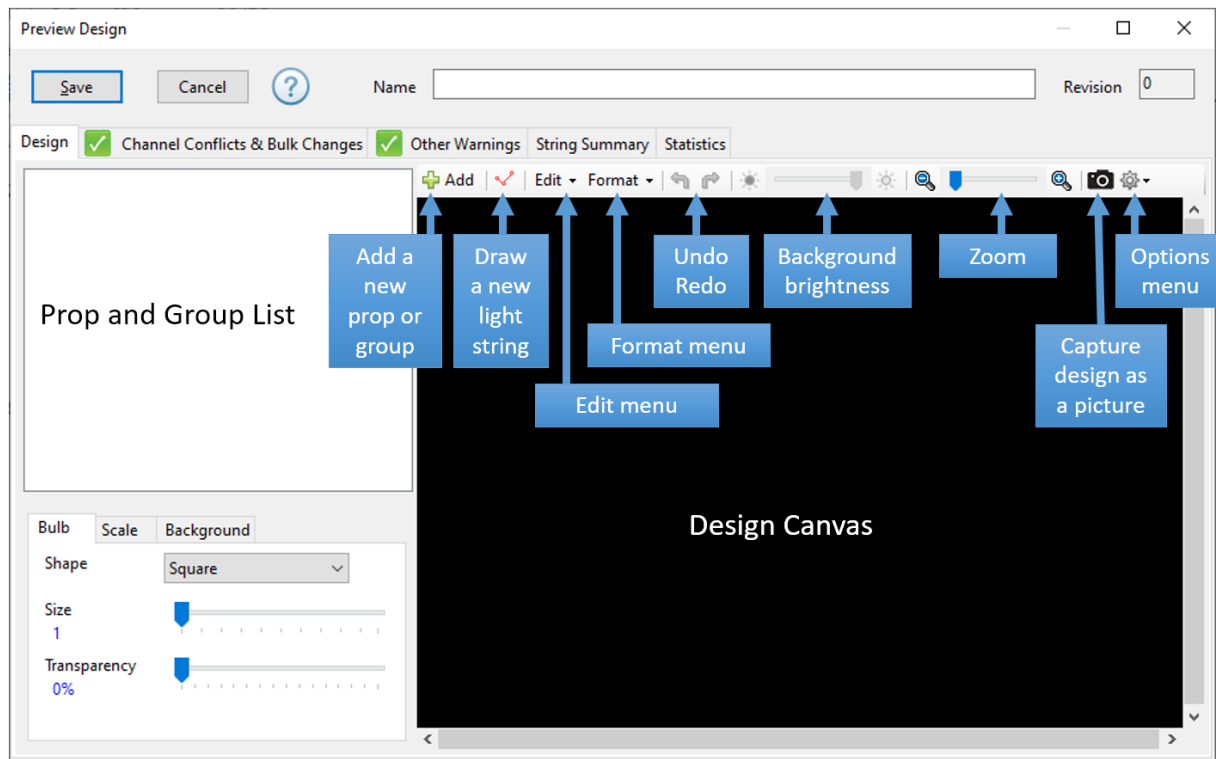 Preview Design
Save
Cancel
?
Name
Revision
0
Design
Channel Conflicts & Bulk Changes
Other Warnings
String Summary
Statistics
Add
Edit
Format
Prop and Group List
Add a
new
prop or
group
Draw
a new
light
string
Edit menu
Format menu
Undo
Redo
Background
brightness
Zoom
Capture
design as
a picture
Options
menu
Design Canvas
Bulb
Scale
Background
Shape
Square
Size
1
Transparency
0%